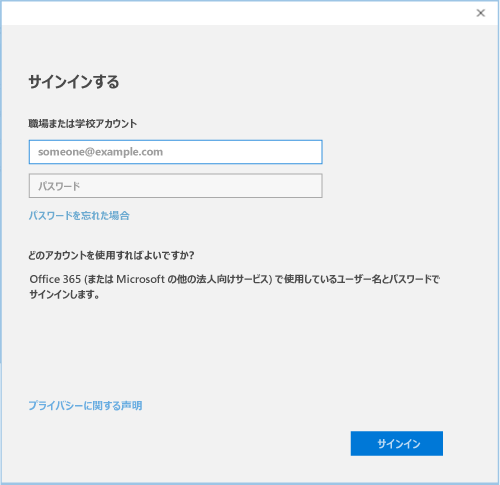 サインインする
職場または学校アカウント
someone@example.com
パスワード
パスワードを忘れた場合
どのアカウントを使用すればよいですか?
Office 365 (または Microsoft の他の法人向けサービス) で使用しているユーザー名とパスワードで
サインインします。
プライバシーに関する声明
サインイン